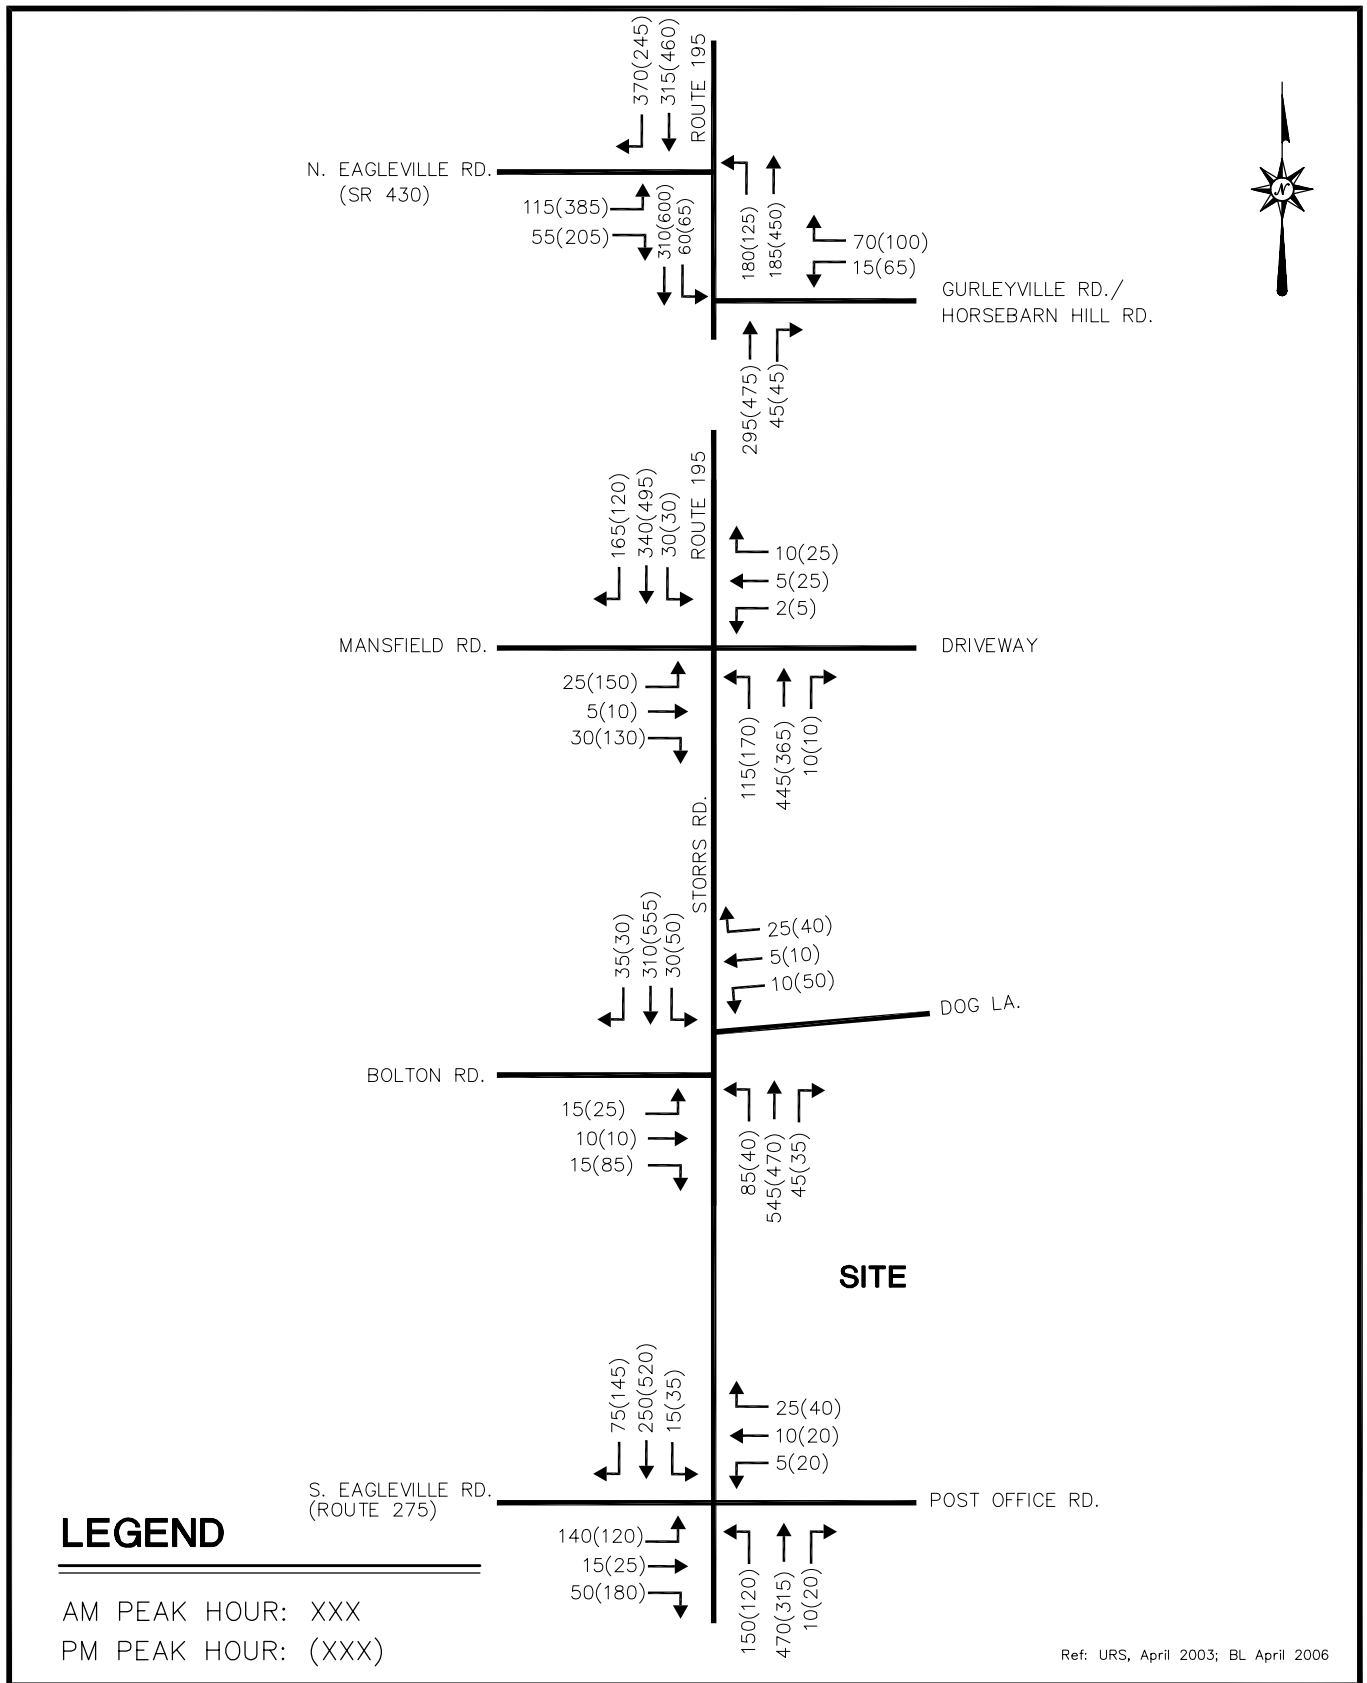 370(245)
315(460)
ROUTE 195
N. EAGLEVILLE RD.
(SR 430)
115(385)
55(205)
310(600)
60(65)
180(125)
185(450)
70(100)
15(65)
GURLEYVILLE RD./
HORSEBARN HILL RD.
N
295(475)
45(45)
165(120)
340(495)
30(30)
ROUTE 195
10(25)
5(25)
2(5)
MANSFIELD RD.
DRIVEWAY
25(150)
5(10)
30(130)
115(170)
445(365)
10(10)
STORRS RD.
35(30)
310(555)
30(50)
25(40)
5(10)
10(50)
DOG LA.
BOLTON RD.
15(25)
10(10)
15(85)
85(40)
545(470)
45(35)
SITE
75(145)
250(520)
15(35)
25(40)
10(20)
5(20)
S. EAGLEVILLE RD.
(ROUTE 275)
POST OFFICE RD.
140(120)
15(25)
50(180)
150(120)
470(315)
10(20)
LEGEND
AM PEAK HOUR: XXX
PM PEAK HOUR: (XXX)
Ref: URS, April 2003; BL April 2006